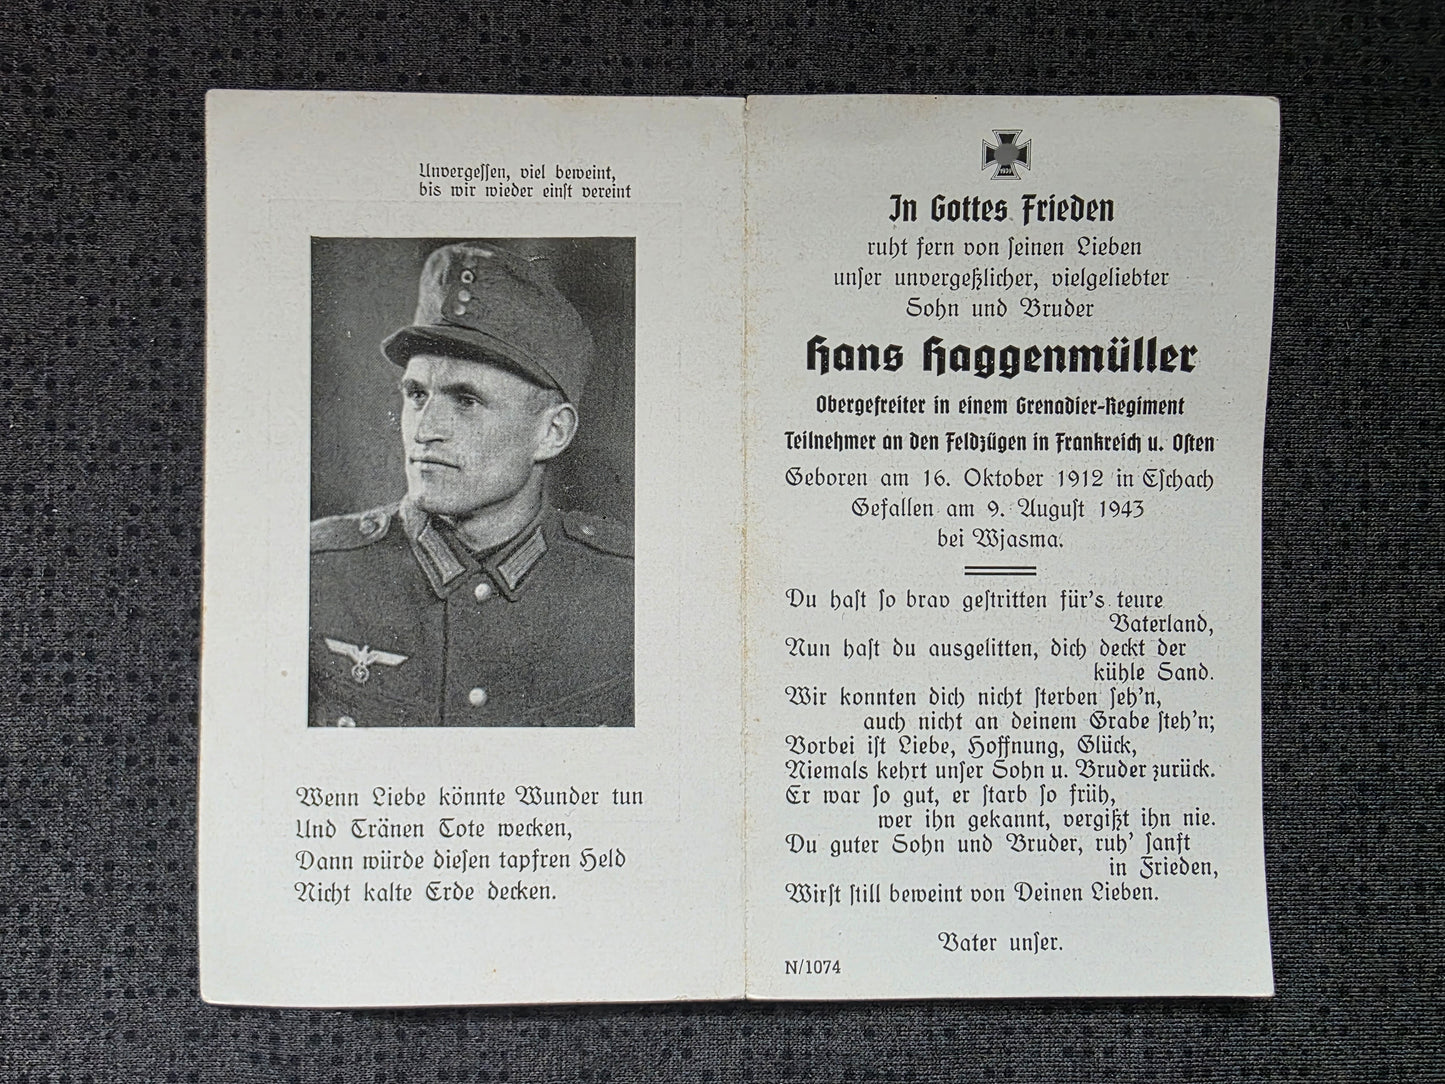 Unvergessen, viel beweint,
bis wir wieder einst vereint
Wenn Liebe könnte Wunder tun
Und Tränen Tote wecken,
Dann würde diesen tapfren Held
Nicht kalte Erde decken.
1939
In Gottes Frieden
ruht fern von seinen Lieben
unser unvergeßlicher, vielgeliebter
Sohn und Bruder
Hans Haggenmüller
Obergefreiter in einem Grenadier-Regiment
Teilnehmer an den Feldzügen in Frankreich u. Osten
Geboren am 16. Oktober 1912 in Eschach
Gefallen am 9. August 1943
bei Wjasma.
Du hast so brav gestritten für's teure
Vaterland,
Nun hast du ausgelitten, dich deckt der
kühle Sand.
Wir konnten dich nicht sterben seh'n,
auch nicht an deinem Grabe steh'n;
Vorbei ist Liebe, Hoffnung, Glück,
Niemals kehrt unser Sohn u. Bruder zurück.
Er war so gut, er starb so früh,
wer ihn gekannt, vergißt ihn nie.
Du guter Sohn und Bruder, ruh' sanft
in Frieden,
Wirst still beweint von Deinen Lieben.
Vater unser.
N/1074